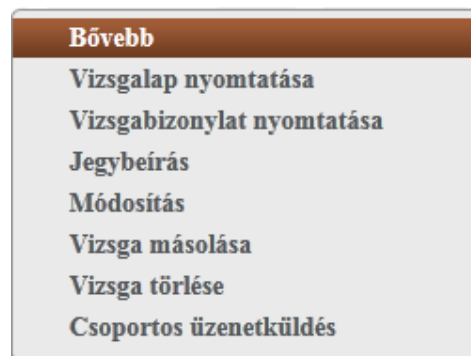 Bővebb
Vizsgalap nyomtatása
Vizsgabizonylat nyomtatása
Jegybeírás
Módosítás
Vizsga másolása
Vizsga törlése
Csoportos üzenetküldés